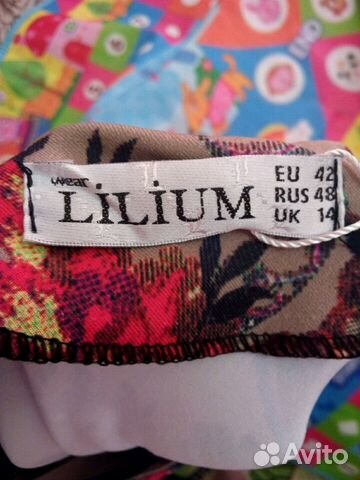 wear
LiLiUM
EU 42
RUS 48
UK 14
Avito